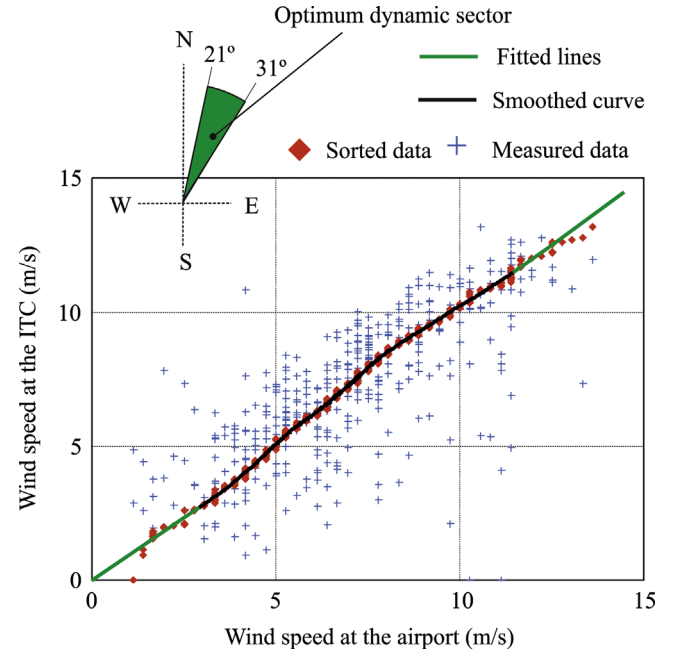 Optimum dynamic sector
N
21º
31º
Fitted lines
Smoothed curve
Sorted data
Measured data
W
E
S
15
10
5
0
0
5
10
15
Wind speed at the ITC (m/s)
Wind speed at the airport (m/s)